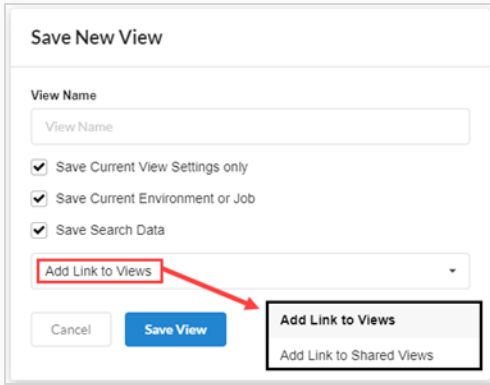 Save New View
View Name
View Name
Save Current View Settings only
Save Current Environment or Job
Save Search Data
Add Link to Views
Cancel
Save View
Add Link to Views
Add Link to Shared Views